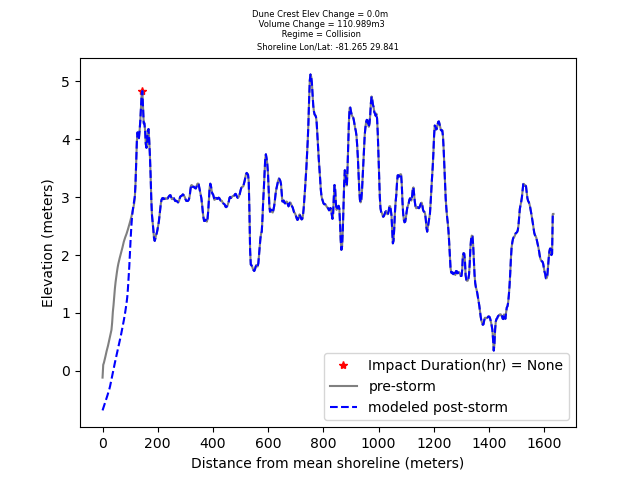 Dune Crest Elev Change = 0.0m
Volume Change = 110.989m3
Regime = Collision
Shoreline Lon/Lat: -81.265 29.841
5
4
3
2
1
0
Elevation (meters)
Impact Duration(hr) = None
pre-storm
modeled post-storm
0 200 400 600 800 1000 1200 1400 1600
Distance from mean shoreline (meters)